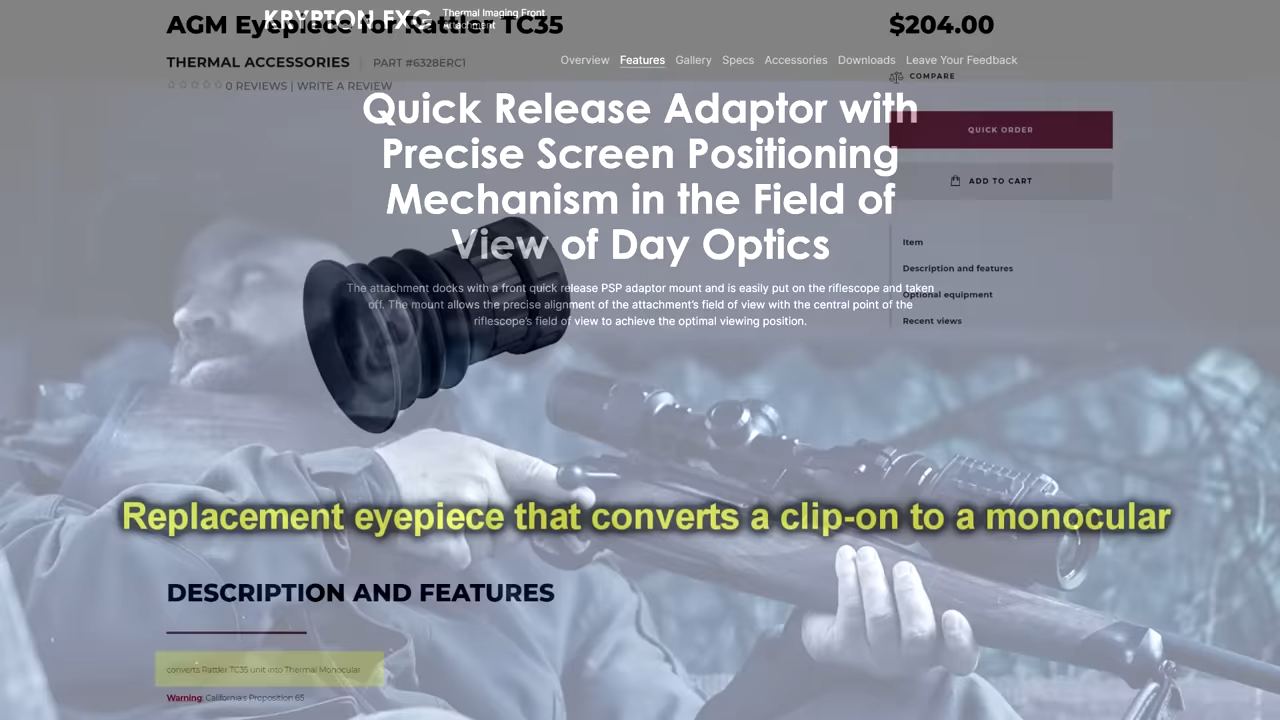 AGM Eyepiece for Rattler TC35
$204.00
KRYPTON FXG
Thermal Imaging Front
Attachment
THERMAL ACCESSORIES | PART #6328ERC1
0 REVIEWS | WRITE A REVIEW
Overview Features Gallery Specs Accessories Downloads Leave Your Feedback
COMPARE
Quick Release Adaptor with
Precise Screen Positioning
Mechanism in the Field of
View of Day Optics
QUICK ORDER
ADD TO CART
The attachment docks with a front quick release PSP adaptor mount and is easily put on the riflescope and taken
off. The mount allows the precise alignment of the attachment's field of view with the central point of the
riflescope's field of view to achieve the optimal viewing position.
Item
Description and features
Optional equipment
Recent views
Replacement eyepiece that converts a clip-on to a monocular
DESCRIPTION AND FEATURES
converts Rattler TC35 unit into Thermal Monocular
Warning: California's Proposition 65